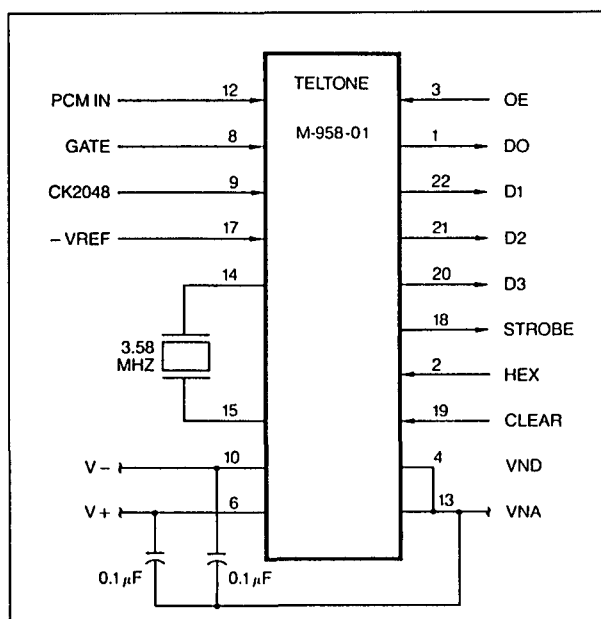 TELTONE
M-958-01
PCM IN 12
GATE 8
CK2048 9
– VREF 17
14
3.58
MHZ
15
V – 10
V + 6
0.1 µF 0.1 µF
3 OE
1 DO
22 D1
21 D2
20 D3
18 STROBE
2 HEX
19 CLEAR
4 VND
13 VNA